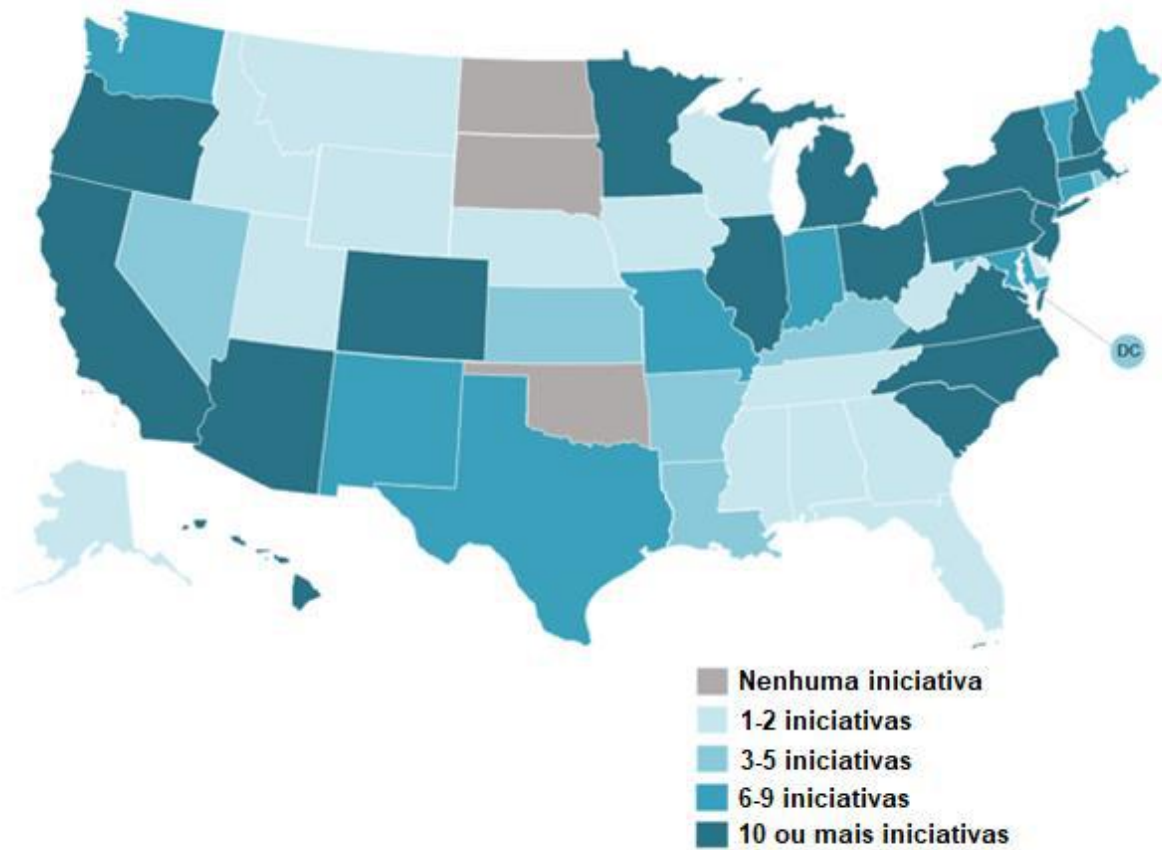 DC
Nenhuma iniciativa
1-2 iniciativas
3-5 iniciativas
6-9 iniciativas
10 ou mais iniciativas